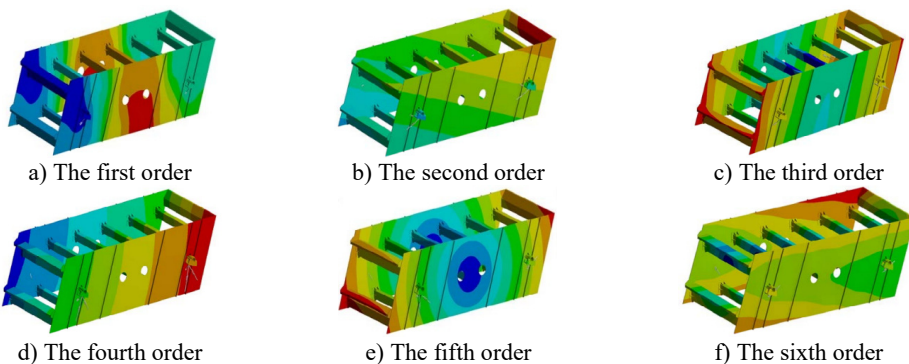 a) The first order
b) The second order
c) The third order
d) The fourth order
e) The fifth order
f) The sixth order